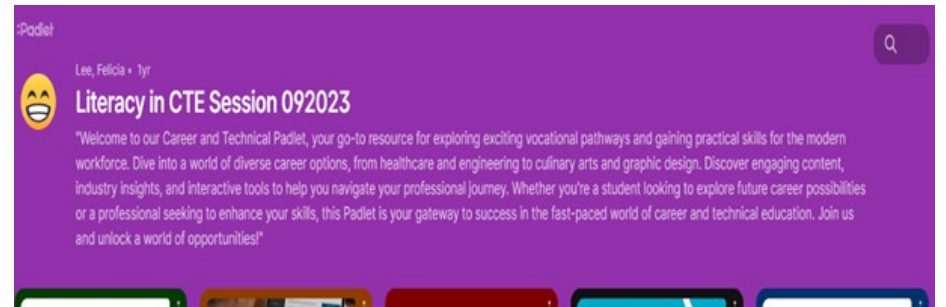 :Padlet
Lee, Felicia • 1yr
Literacy in CTE Session 092023
"Welcome to our Career and Technical Padlet, your go-to resource for exploring exciting vocational pathways and gaining practical skills for the modern
workforce. Dive into a world of diverse career options, from healthcare and engineering to culinary arts and graphic design. Discover engaging content,
industry insights, and interactive tools to help you navigate your professional journey. Whether you're a student looking to explore future career possibilities
or a professional seeking to enhance your skills, this Padlet is your gateway to success in the fast-paced world of career and technical education. Join us
and unlock a world of opportunities!"